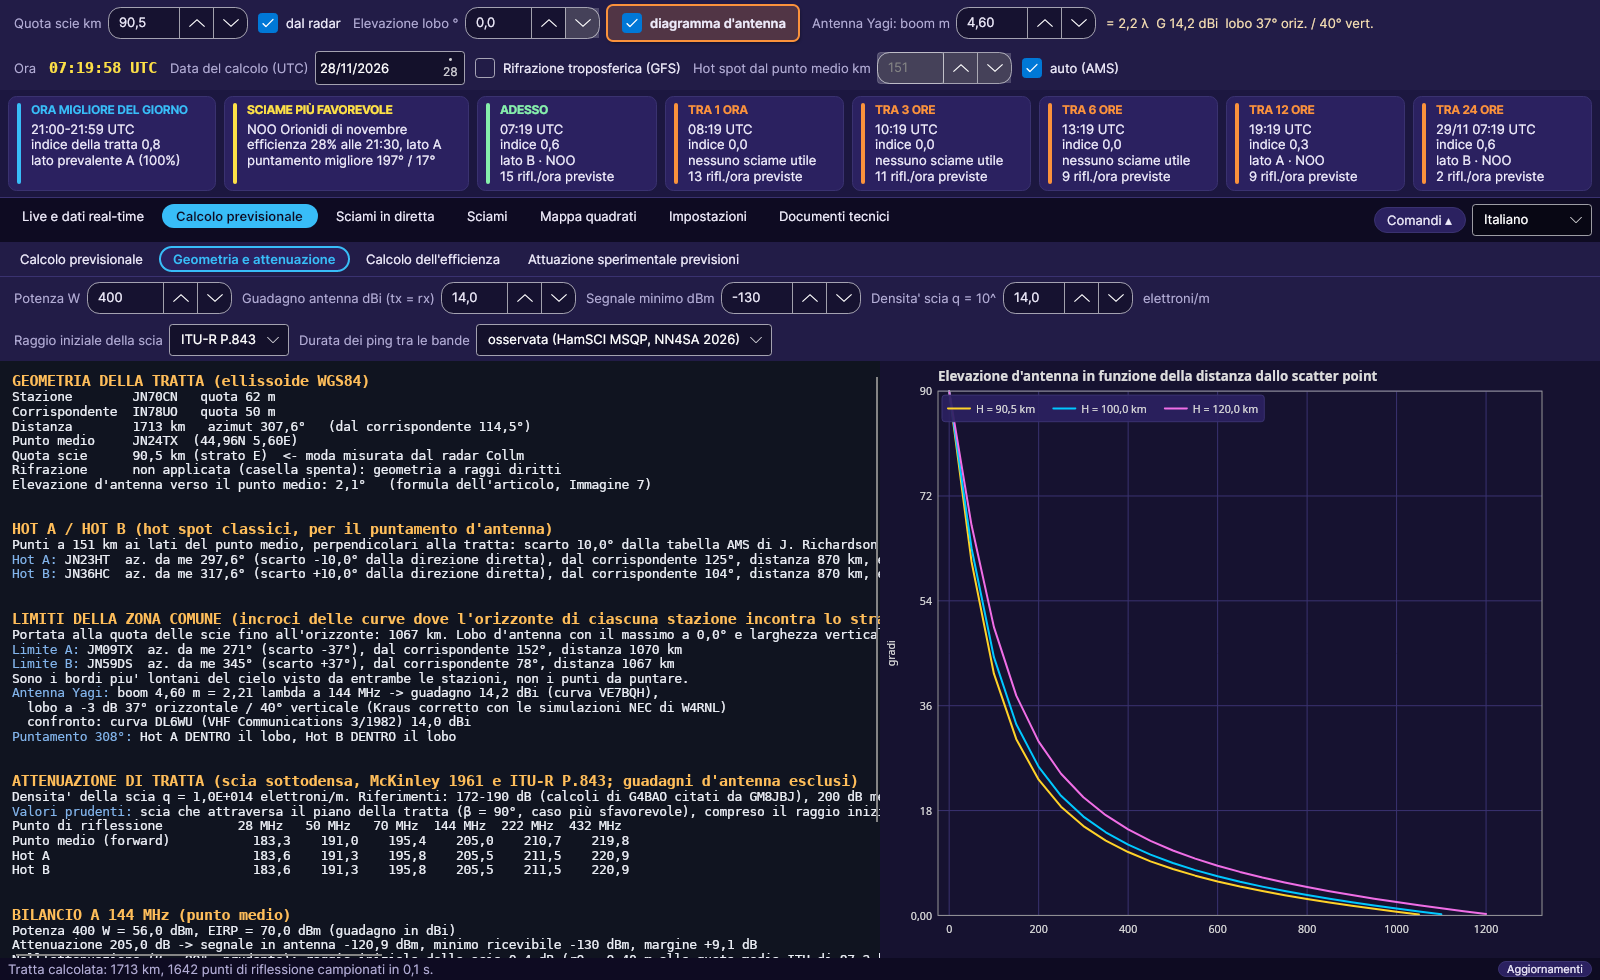 Quota scie km 90,5 dal radar Elevazione lobo ° 0,0 diagramma d'antenna Antenna Yagi: boom m 4,60 = 2,2 λ G 14,2 dBi lobo 37° oriz. / 40° vert.
Ora 07:19:58 UTC Data del calcolo (UTC) 28/11/2026 28 Rifrazione troposferica (GFS) Hot spot dal punto medio km 151 auto (AMS)
ORA MIGLIORE DEL GIORNO
21:00-21:59 UTC
indice della tratta 0,8
lato prevalente A (100%)
SCIAME PIÙ FAVOREVOLE
NOO Orionidi di novembre
efficienza 28% alle 21:30, lato A
puntamento migliore 197° / 17°
ADESSO
07:19 UTC
indice 0,6
lato B · NOO
15 rifl./ora previste
TRA 1 ORA
08:19 UTC
indice 0,0
nessuno sciame utile
13 rifl./ora previste
TRA 3 ORE
10:19 UTC
indice 0,0
nessuno sciame utile
11 rifl./ora previste
TRA 6 ORE
13:19 UTC
indice 0,0
nessuno sciame utile
9 rifl./ora previste
TRA 12 ORE
19:19 UTC
indice 0,3
lato A · NOO
9 rifl./ora previste
TRA 24 ORE
29/11 07:19 UTC
indice 0,6
lato B · NOO
2 rifl./ora previste
Live e dati real-time Calcolo previsionale Sciami in diretta Sciami Mappa quadrati Impostazioni Documenti tecnici Comandi ▴ Italiano
Calcolo previsionale Geometria e attenuazione Calcolo dell'efficienza Attuazione sperimentale previsioni
Potenza W 400 Guadagno antenna dBi (tx = rx) 14,0 Segnale minimo dBm -130 Densita' scia q = 10^ 14,0 elettroni/m
Raggio iniziale della scia ITU-R P.843 Durata dei ping tra le bande osservata (HamSCI MSQP, NN4SA 2026)
GEOMETRIA DELLA TRATTA (ellissoide WGS84)
Stazione JN70CN quota 62 m
Corrispondente IN78UO quota 50 m
Distanza 1713 km azimut 307,6° (dal corrispondente 114,5°)
Punto medio JN24TX (44,96N 5,60E)
Quota scie 90,5 km (strato E) <- moda misurata dal radar Collm
Rifrazione non applicata (casella spenta): geometria a raggi diritti
Elevazione d'antenna verso il punto medio: 2,1° (formula dell'articolo, Immagine 7)
HOT A / HOT B (hot spot classici, per il puntamento d'antenna)
Punti a 151 km ai lati del punto medio, perpendicolari alla tratta: scarto 10,0° dalla tabella AMS di J. Richardson
Hot A: JN23HT az. da me 297,6° (scarto -10,0° dalla direzione diretta), dal corrispondente 125°, distanza 870 km,
Hot B: JN36HC az. da me 317,6° (scarto +10,0° dalla direzione diretta), dal corrispondente 104°, distanza 870 km,
LIMITI DELLA ZONA COMUNE (incroci delle curve dove l'orizzonte di ciascuna stazione incontra lo stra
Portata alla quota delle scie fino all'orizzonte: 1067 km. Lobo d'antenna con il massimo a 0,0° e larghezza vertica
Limite A: JM09TX az. da me 271° (scarto -37°), dal corrispondente 152°, distanza 1070 km
Limite B: JN59DS az. da me 345° (scarto +37°), dal corrispondente 78°, distanza 1067 km
Sono i bordi piu' lontani del cielo visto da entrambe le stazioni, non i punti da puntare.
Antenna Yagi: boom 4,60 m = 2,21 lambda a 144 MHz -> guadagno 14,2 dBi (curva VE7BQH),
lobo a -3 dB 37° orizzontale / 40° verticale (Kraus corretto con le simulazioni NEC di W4RNL)
confronto: curva DL6WU (VHF Communications 3/1982) 14,0 dBi
Puntamento 308°: Hot A DENTRO il lobo, Hot B DENTRO il lobo
ATTENUAZIONE DI TRATTA (scia sottodensa, McKinley 1961 e ITU-R P.843; guadagni d'antenna esclusi)
Densita' della scia q = 1,0E+014 elettroni/m. Riferimenti: 172-190 dB (calcoli di G4BAO citati da GM8JBJ), 200 dB me
Valori prudenti: scia che attraversa il piano della tratta (β = 90°, caso più sfavorevole), compreso il raggio inizi
Punto di riflessione 28 MHz 50 MHz 70 MHz 144 MHz 222 MHz 432 MHz
Punto medio (forward) 183,3 191,0 195,4 205,0 210,7 219,8
Hot A 183,6 191,3 195,8 205,5 211,5 220,9
Hot B 183,6 191,3 195,8 205,5 211,5 220,9
BILANCIO A 144 MHz (punto medio)
Potenza 400 W = 56,0 dBm, EIRP = 70,0 dBm (guadagno in dBi)
Attenuazione 205,0 dB -> segnale in antenna -120,9 dBm, minimo ricevibile -130 dBm, margine +9,1 dB
Elevazione d'antenna in funzione della distanza dallo scatter point
H = 90,5 km H = 100,0 km H = 120,0 km
gradi
90
72
54
36
18
0,00
0 200 400 600 800 1000 1200
Tratta calcolata: 1713 km, 1642 punti di riflessione campionati in 0,1 s. Aggiornamenti